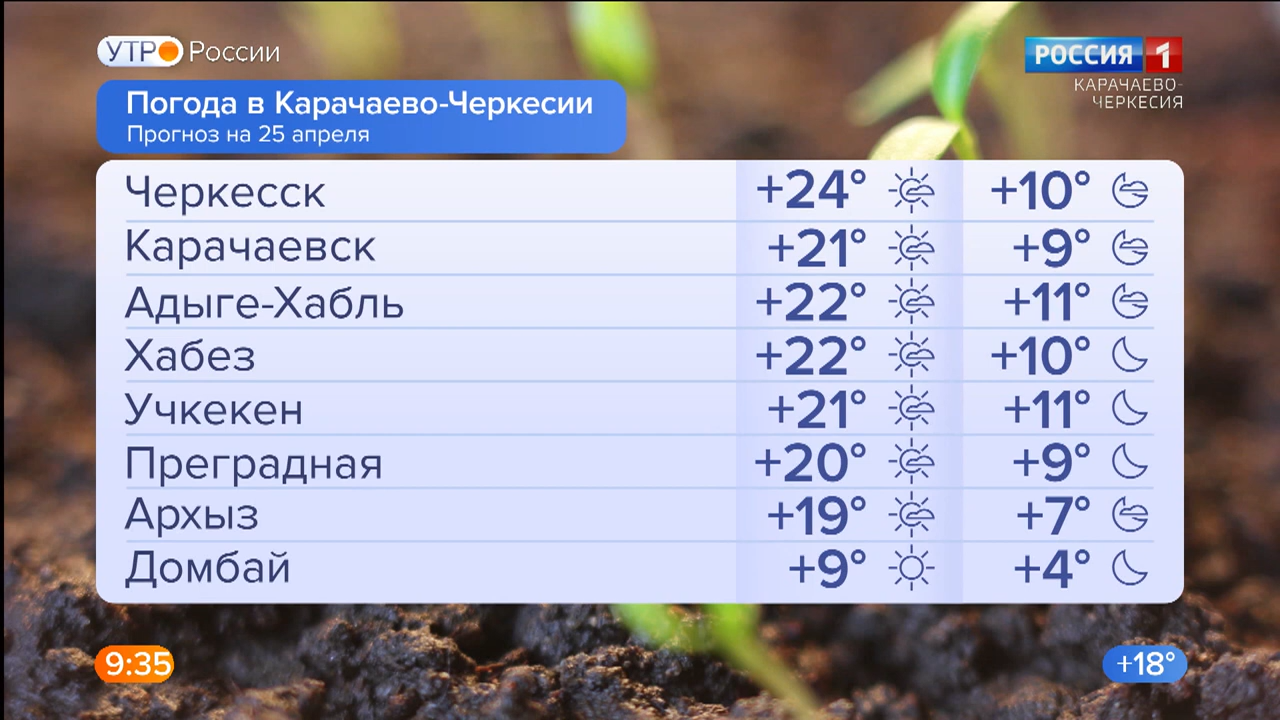 УТРО России
РОССИЯ 1
КАРАЧАЕВО-
ЧЕРКЕСИЯ
Погода в Карачаево-Черкесии
Прогноз на 25 апреля
Черкесск +24° +10°
Карачаевск +21° +9°
Адыге-Хабль +22° +11°
Хабез +22° +10°
Учкекен +21° +11°
Преградная +20° +9°
Архыз +19° +7°
Домбай +9° +4°
9:35 +18°